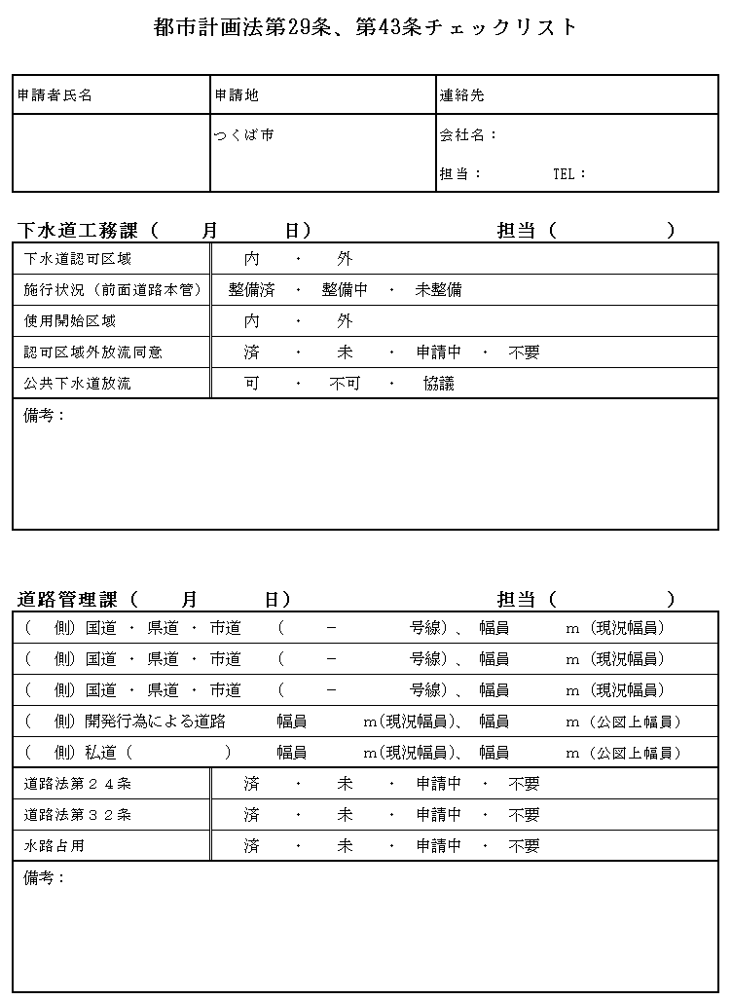 都市計画法第29条、第43条チェックリスト
申請者氏名 申請地 連絡先
つくば市 会社名：
担当： TEL：
下水道工務課（ 月 日） 担当（ ）
下水道認可区域 内 ・ 外
施行状況（前面道路本管） 整備済 ・ 整備中 ・ 未整備
使用開始区域 内 ・ 外
認可区域外放流同意 済 ・ 未 ・ 申請中 ・ 不要
公共下水道放流 可 ・ 不可 ・ 協議
備考：
道路管理課（ 月 日） 担当（ ）
（ 側）国道 ・ 県道 ・ 市道 （ － 号線）、 幅員 ｍ（現況幅員）
（ 側）国道 ・ 県道 ・ 市道 （ － 号線）、 幅員 ｍ（現況幅員）
（ 側）国道 ・ 県道 ・ 市道 （ － 号線）、 幅員 ｍ（現況幅員）
（ 側）開発行為による道路 幅員 ｍ(現況幅員)、 幅員 ｍ（公図上幅員）
（ 側）私道（ ） 幅員 ｍ(現況幅員)、 幅員 ｍ（公図上幅員）
道路法第２４条 済 ・ 未 ・ 申請中 ・ 不要
道路法第３２条 済 ・ 未 ・ 申請中 ・ 不要
水路占用 済 ・ 未 ・ 申請中 ・ 不要
備考：